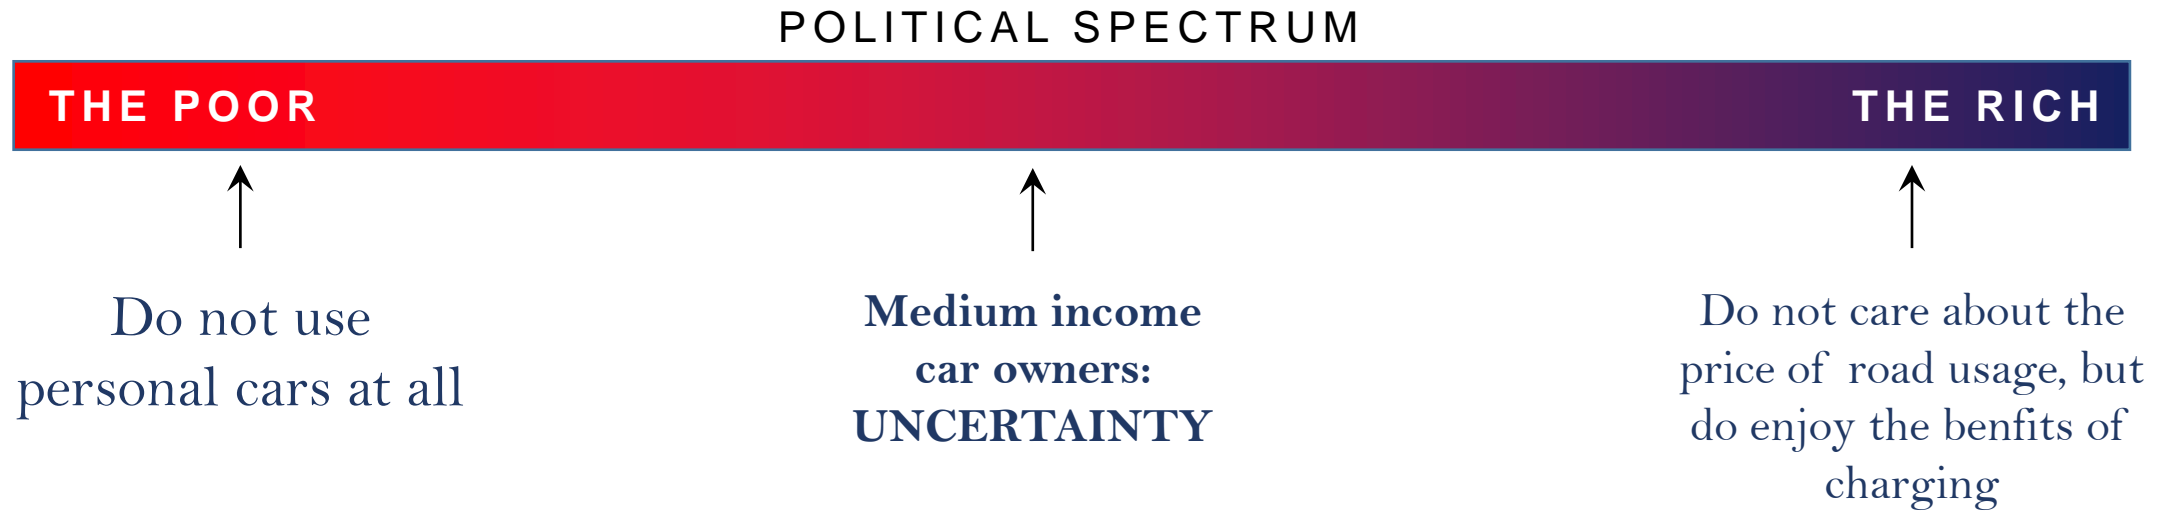 POLITICAL SPECTRUM
THE POOR
THE RICH
Do not use
personal cars at all
Medium income
car owners:
UNCERTAINTY
Do not care about the
price of road usage, but
do enjoy the benfits of
charging